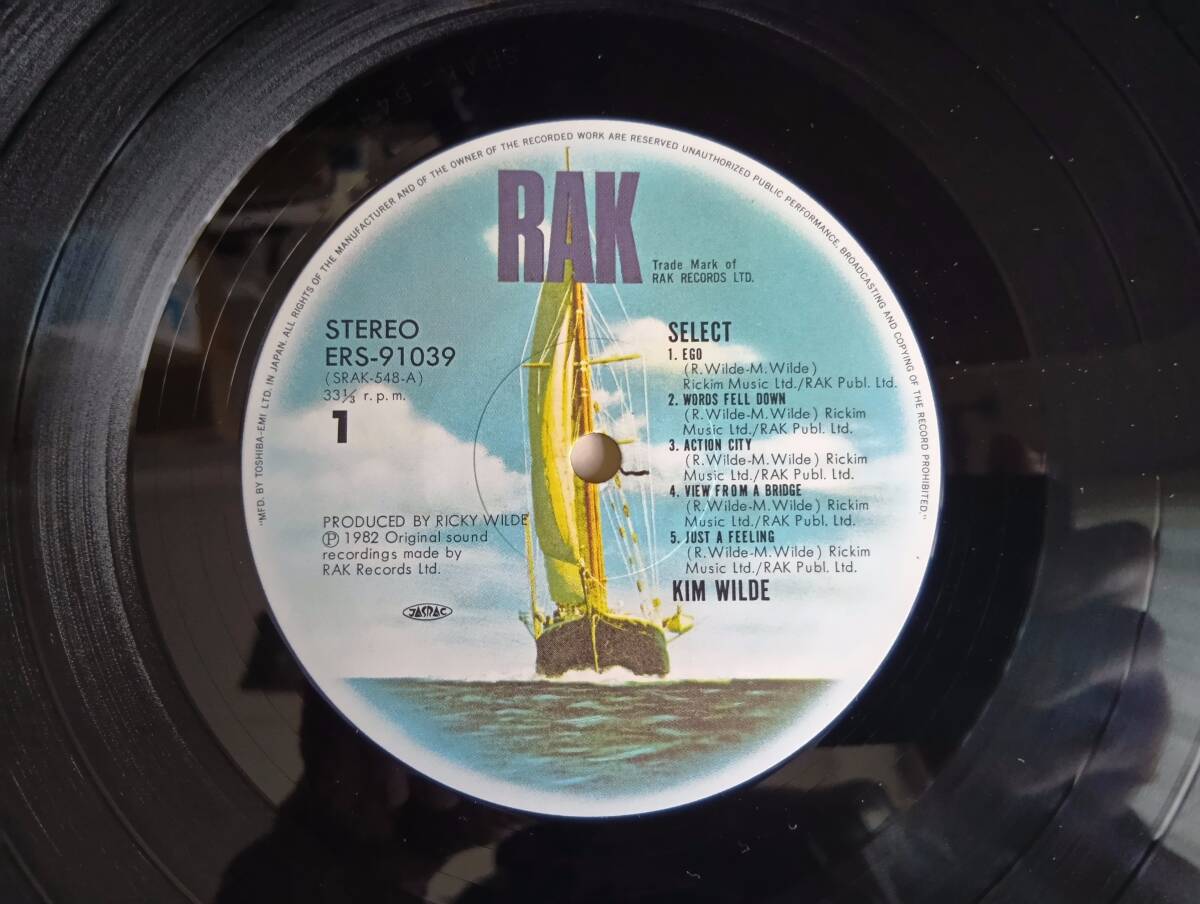 "MFD. BY TOSHIBA-EMI LTD. IN JAPAN. ALL RIGHTS OF THE MANUFACTURER AND OF THE OWNER OF THE RECORDED WORK ARE RESERVED UNAUTHORIZED PUBLIC PERFORMANCE, BROADCASTING AND COPYING OF THE RECORD PROHIBITED."
RAK
Trade Mark of
RAK RECORDS LTD.
STEREO
ERS-91039
(SRAK-548-A)
33⅓ r.p.m.
1
PRODUCED BY RICKY WILDE
Ⓟ 1982 Original sound
recordings made by
RAK Records Ltd.
JASRAC
SELECT
1. EGO
(R.Wilde-M.Wilde)
Rickim Music Ltd./RAK Publ. Ltd.
2. WORDS FELL DOWN
(R.Wilde-M.Wilde) Rickim
Music Ltd./RAK Publ. Ltd.
3. ACTION CITY
(R.Wilde-M.Wilde) Rickim
Music Ltd./RAK Publ. Ltd.
4. VIEW FROM A BRIDGE
(R.Wilde-M.Wilde) Rickim
Music Ltd./RAK Publ. Ltd.
5. JUST A FEELING
(R.Wilde-M.Wilde) Rickim
Music Ltd./RAK Publ. Ltd.
KIM WILDE